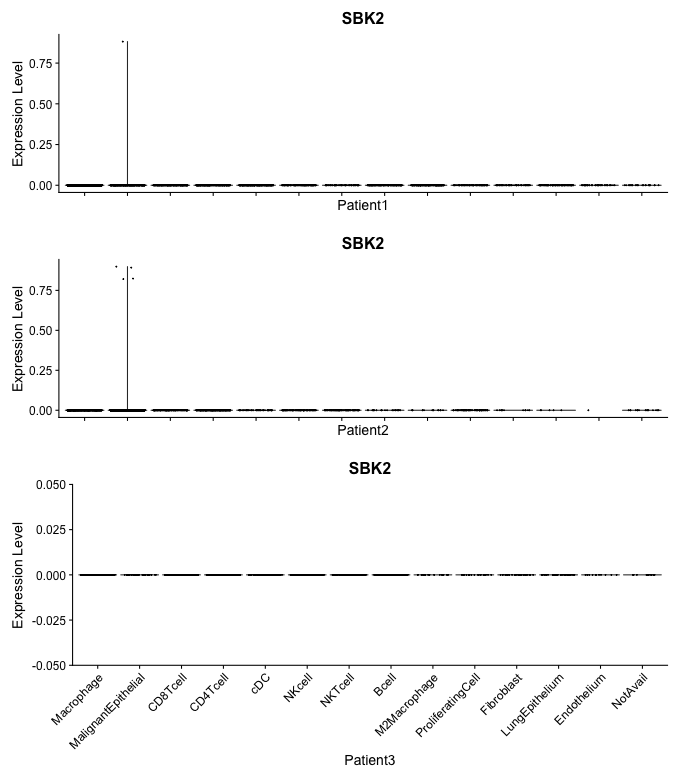 SBK2
Expression Level
0.75
0.50
0.25
0.00
Patient1
SBK2
Expression Level
0.75
0.50
0.25
0.00
Patient2
SBK2
Expression Level
0.050
0.025
0.000
-0.025
-0.050
Macrophage
MalignantEpithelial
CD8Tcell
CD4Tcell
cDC
NKcell
NKTcell
Bcell
M2Macrophage
ProliferatingCell
Fibroblast
LungEpithelium
Endothelium
NotAvail
Patient3